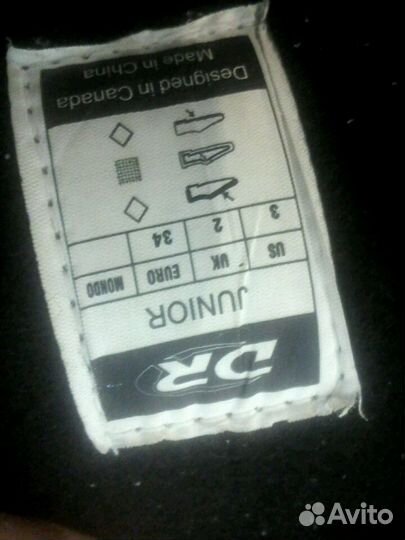 DR
JUNIOR
US UK EURO MONDO
3 2 34
Designed in Canada
Made in China
Avito